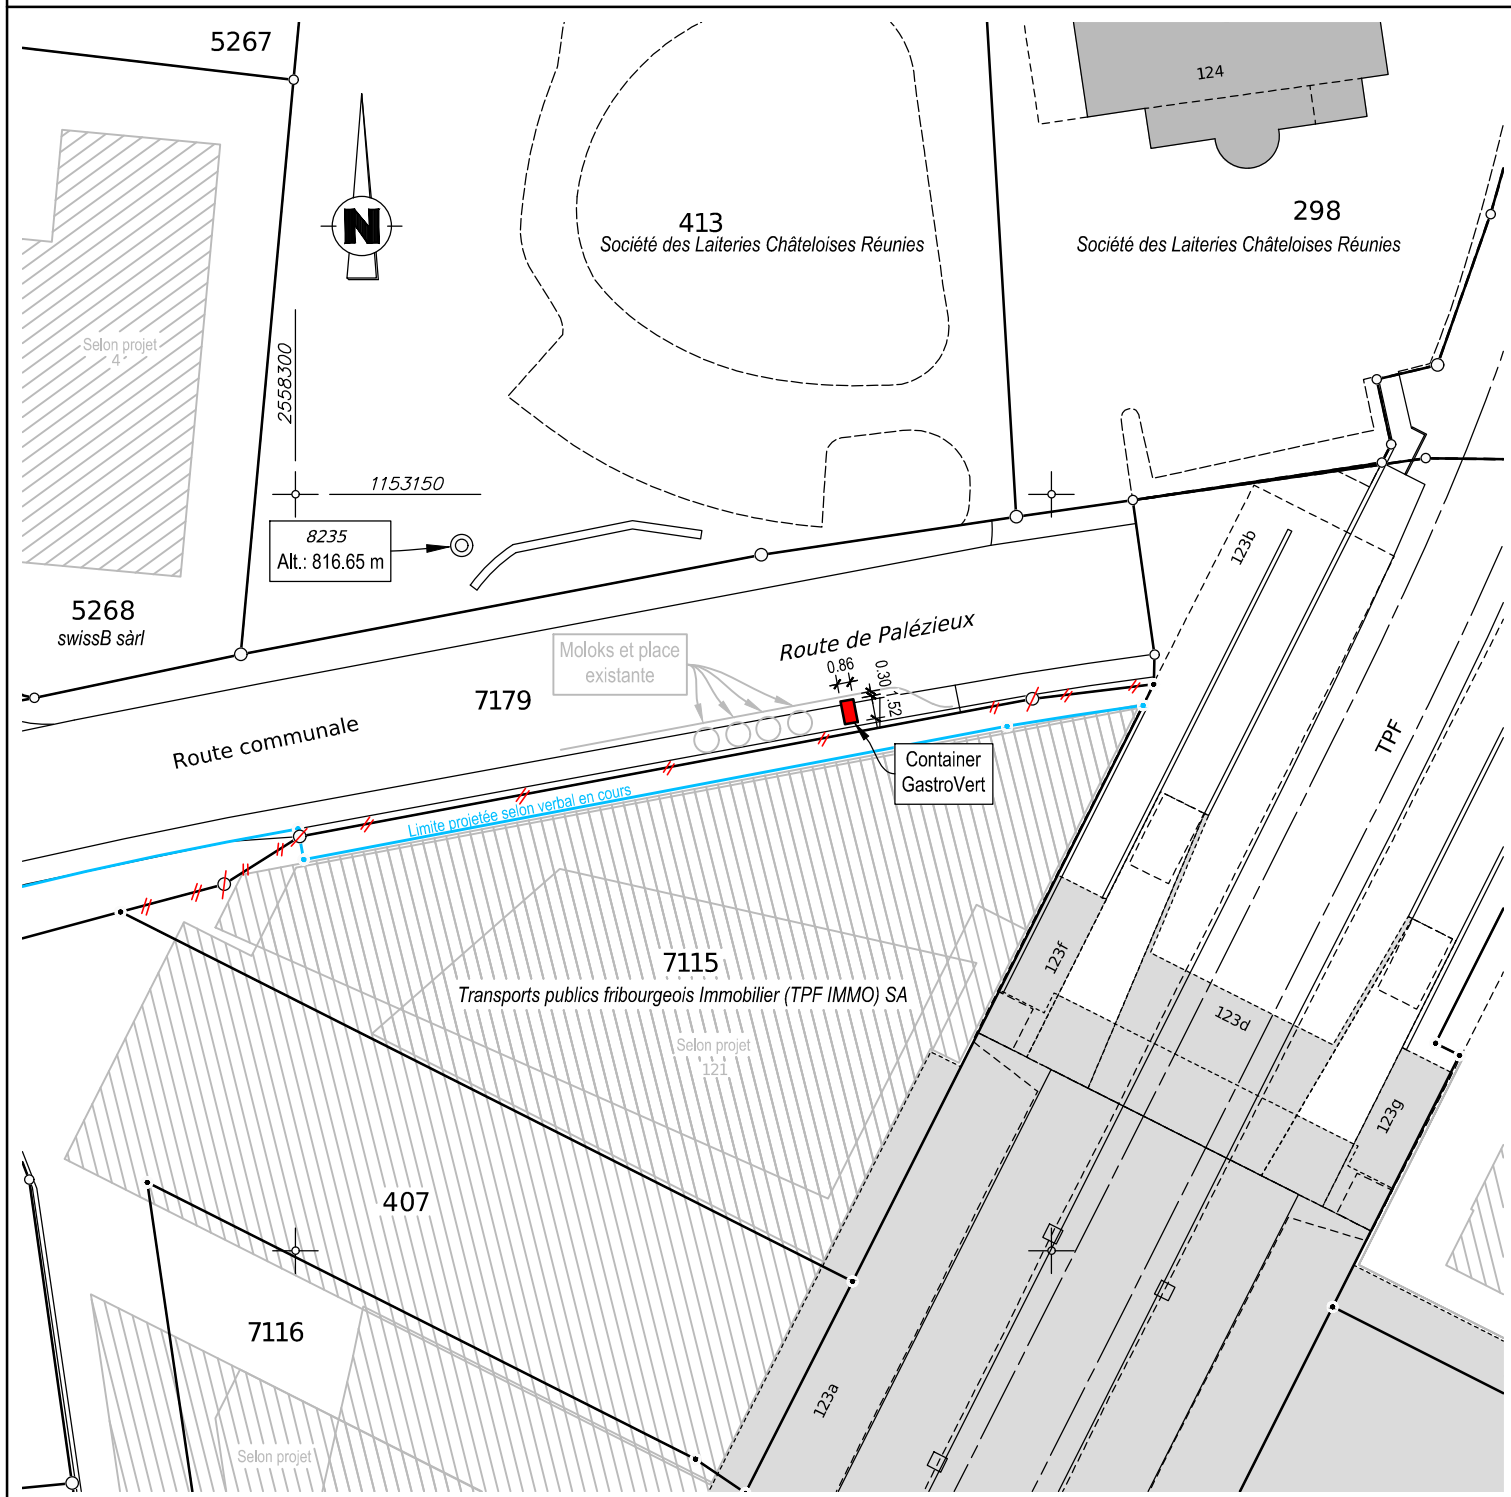 5267
124
N
413
Société des Laiteries Châteloises Réunies
298
Société des Laiteries Châteloises Réunies
Selon projet
4
2558300
1153150
8235
Alt.: 816.65 m
123b
5268
swissB sàrl
Moloks et place
existante
Route de Palézieux
0.86
0.30
1.52
7179
Route communale
TPF
Container
GastroVert
Limite projetée selon verbal en cours
7115
Transports publics fribourgeois Immobilier (TPF IMMO) SA
123f
123d
Selon projet
121
123g
407
7116
123a
Selon projet